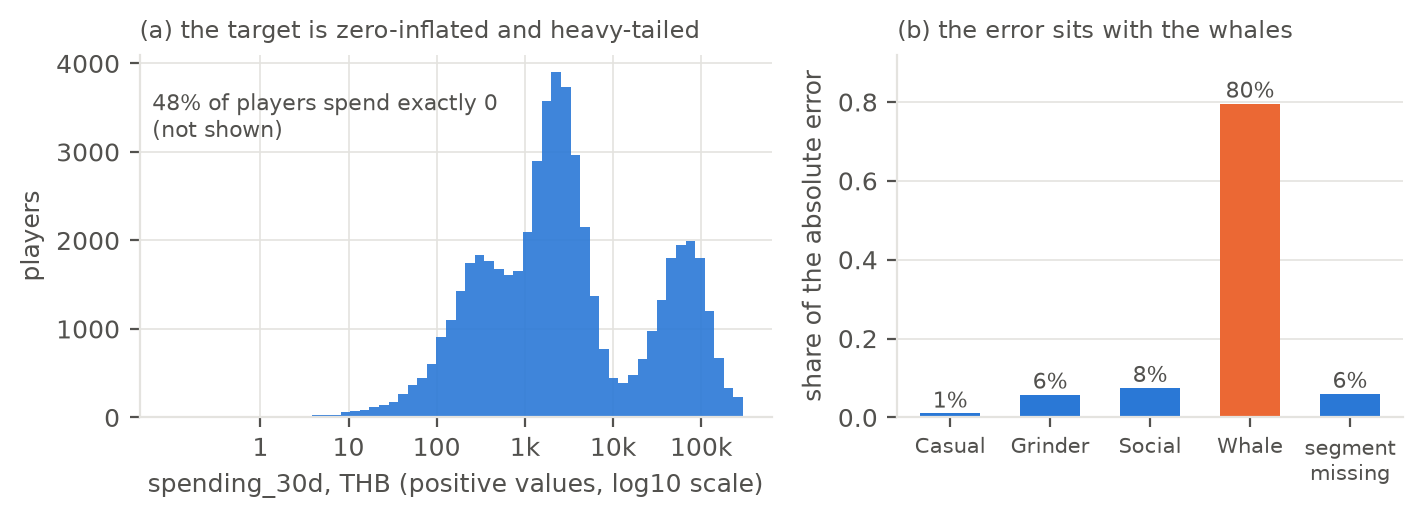 (a) the target is zero-inflated and heavy-tailed
48% of players spend exactly 0
(not shown)
players
4000
3000
2000
1000
0
1 10 100 1k 10k 100k
spending_30d, THB (positive values, log10 scale)
(b) the error sits with the whales
share of the absolute error
0.8
0.6
0.4
0.2
0.0
1% 6% 8% 80% 6%
Casual Grinder Social Whale segment
missing